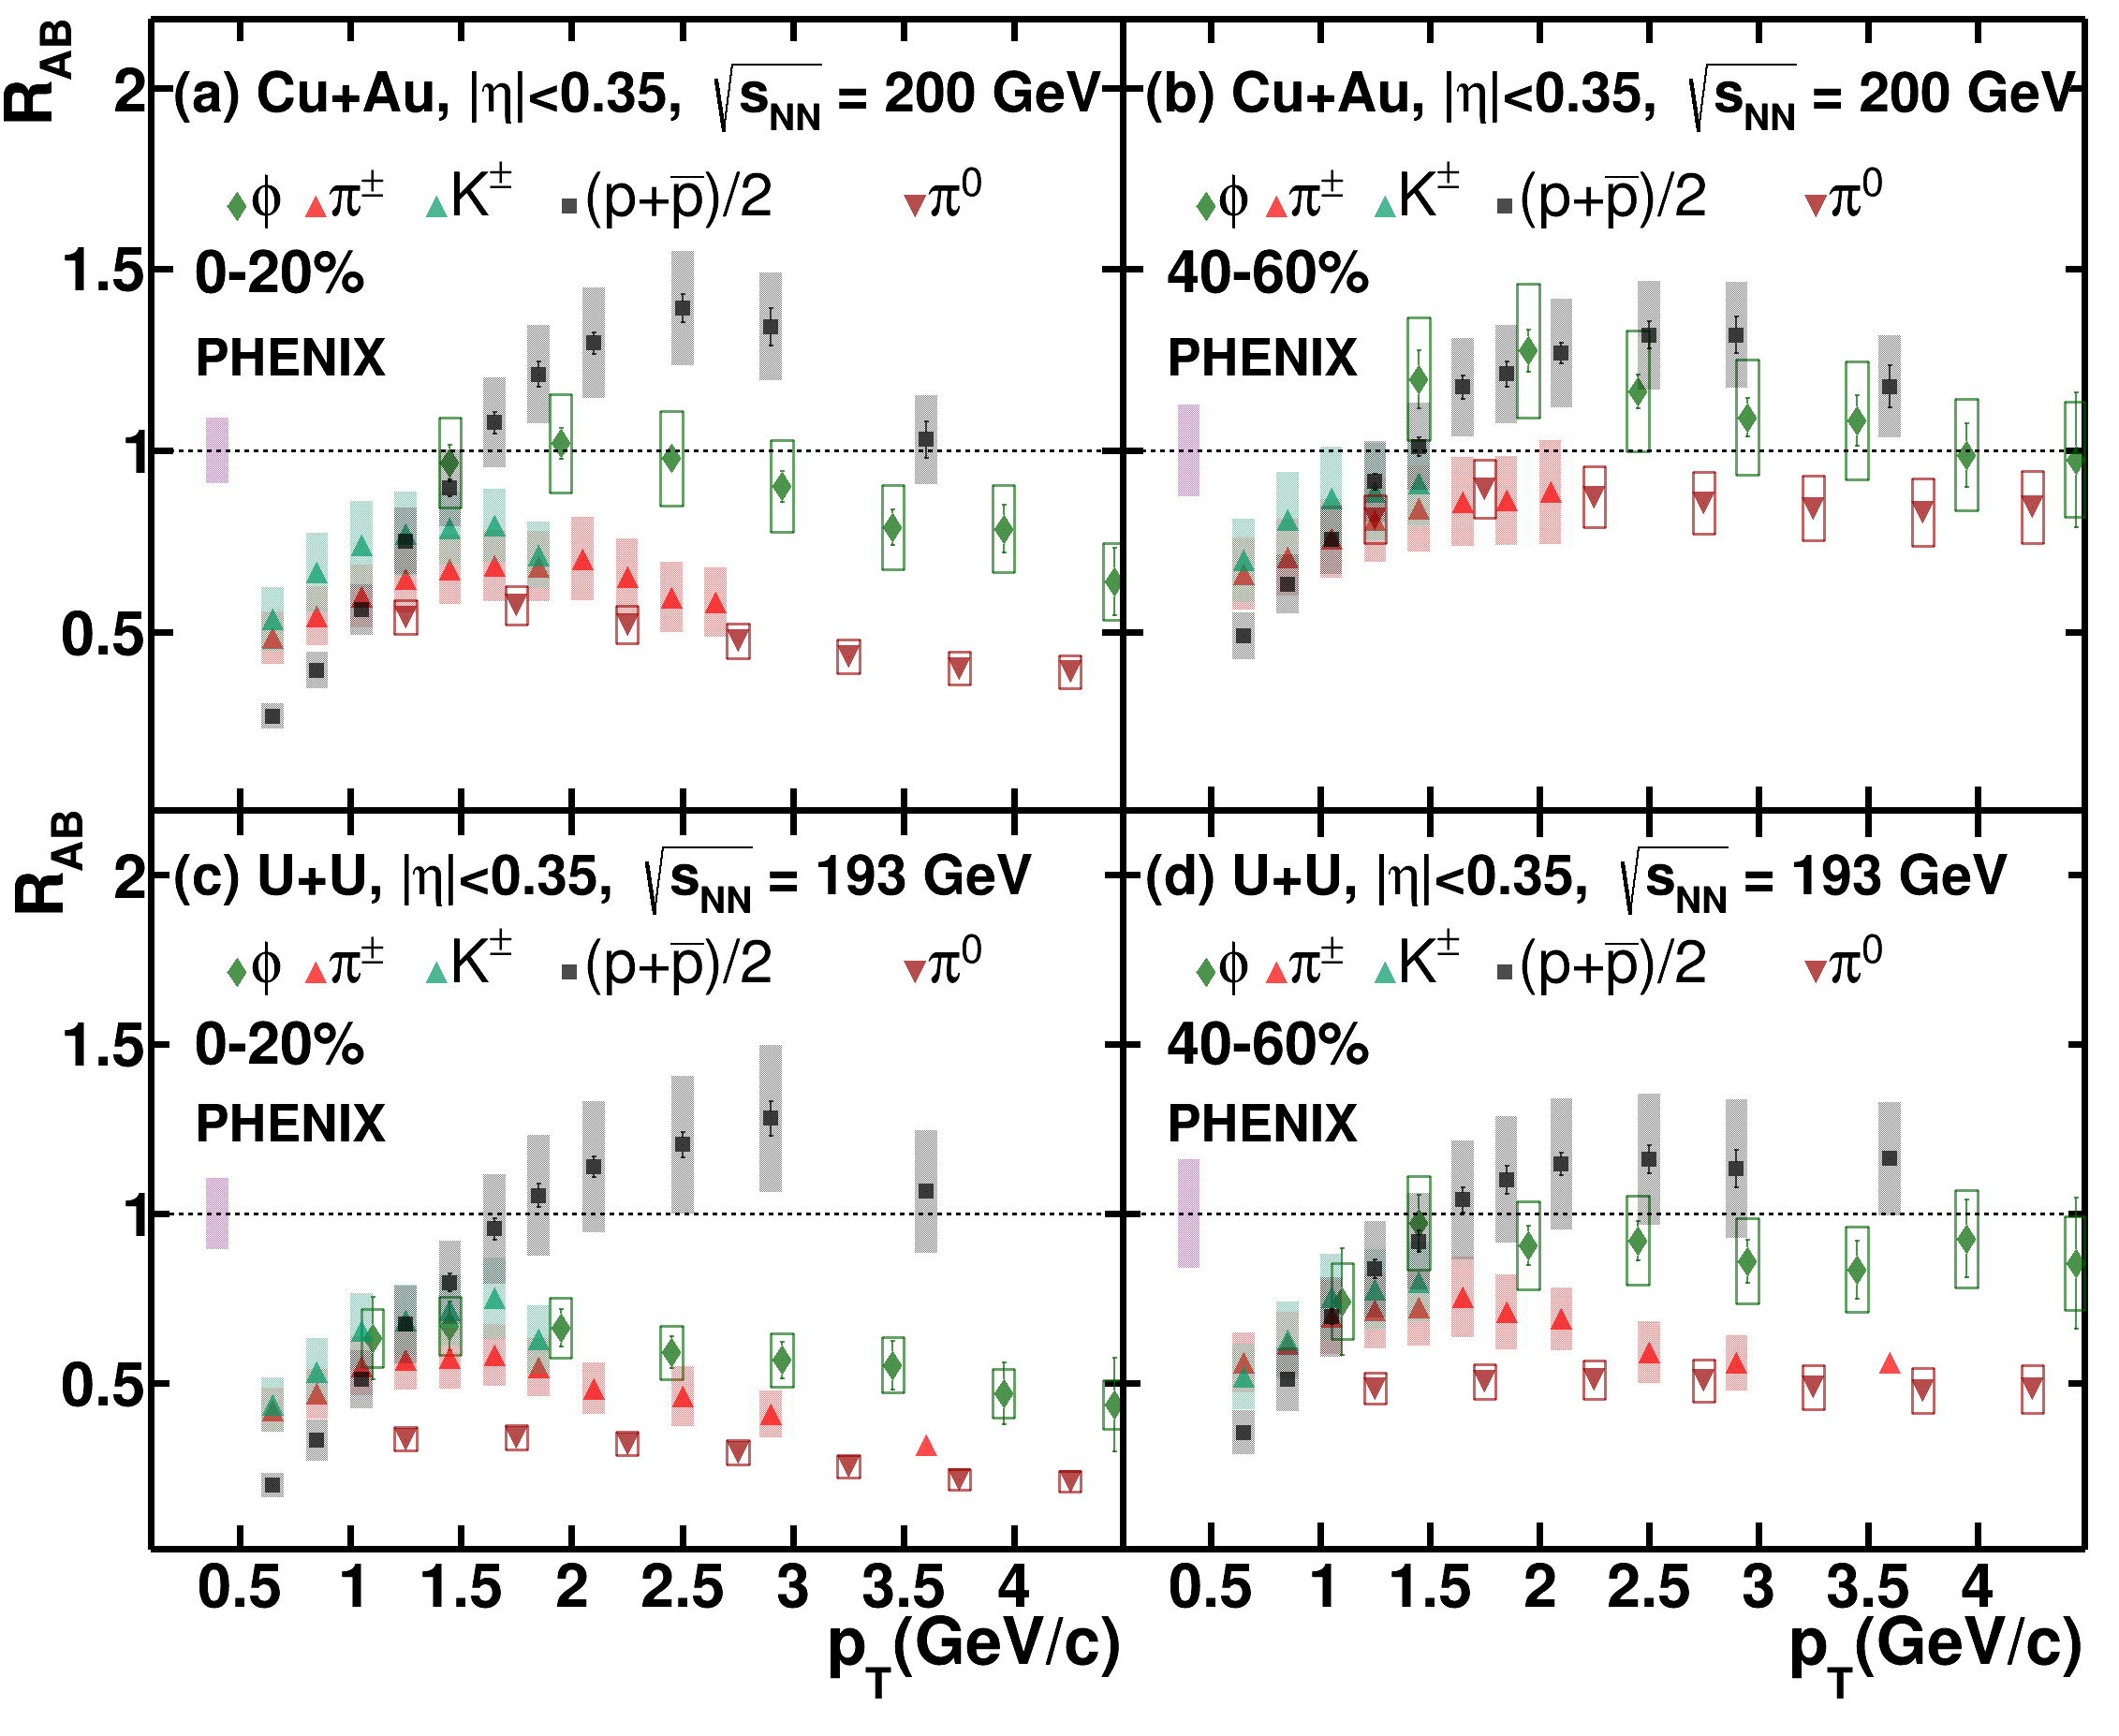 R_AB
2 (a) Cu+Au, |η|<0.35, √s_NN = 200 GeV
ϕ π± K± (p+p̅)/2 π⁰
1.5 0-20%
PHENIX
1
0.5
(b) Cu+Au, |η|<0.35, √s_NN = 200 GeV
ϕ π± K± (p+p̅)/2 π⁰
40-60%
PHENIX
R_AB
2 (c) U+U, |η|<0.35, √s_NN = 193 GeV
ϕ π± K± (p+p̅)/2 π⁰
1.5 0-20%
PHENIX
1
0.5
0.5 1 1.5 2 2.5 3 3.5 4
p_T(GeV/c)
(d) U+U, |η|<0.35, √s_NN = 193 GeV
ϕ π± K± (p+p̅)/2 π⁰
40-60%
PHENIX
0.5 1 1.5 2 2.5 3 3.5 4
p_T(GeV/c)